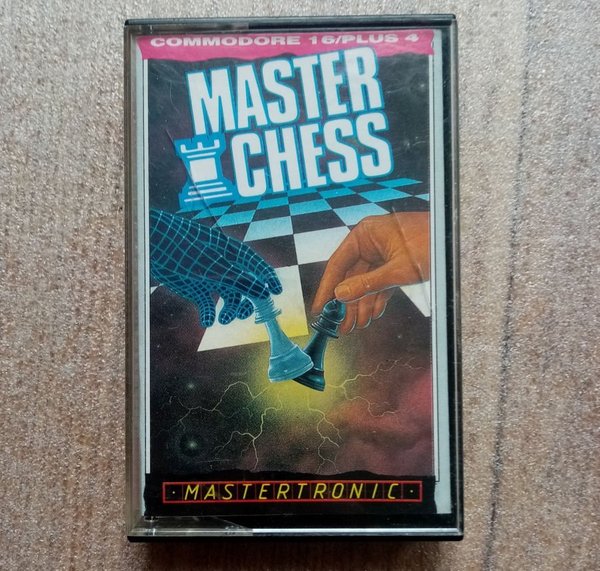 COMMODORE 16/PLUS 4
MASTER
CHESS
· MASTERTRONIC ·